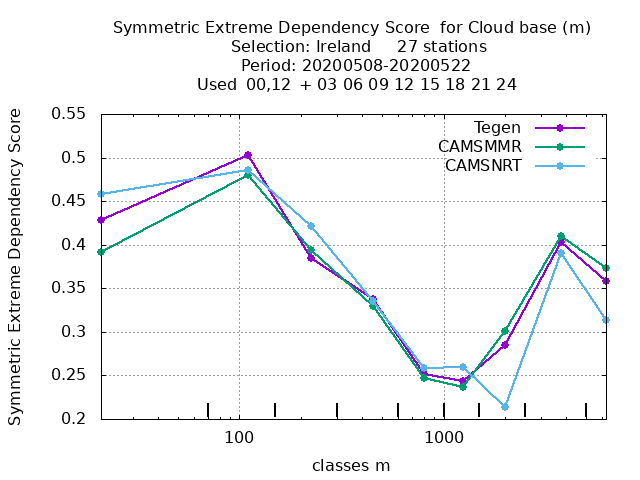 Symmetric Extreme Dependency Score for Cloud base (m)
Selection: Ireland 27 stations
Period: 20200508-20200522
Used 00,12 + 03 06 09 12 15 18 21 24
Symmetric Extreme Dependency Score
0.55
0.5
0.45
0.4
0.35
0.3
0.25
0.2
Tegen
CAMSMMR
CAMSNRT
100
1000
classes m